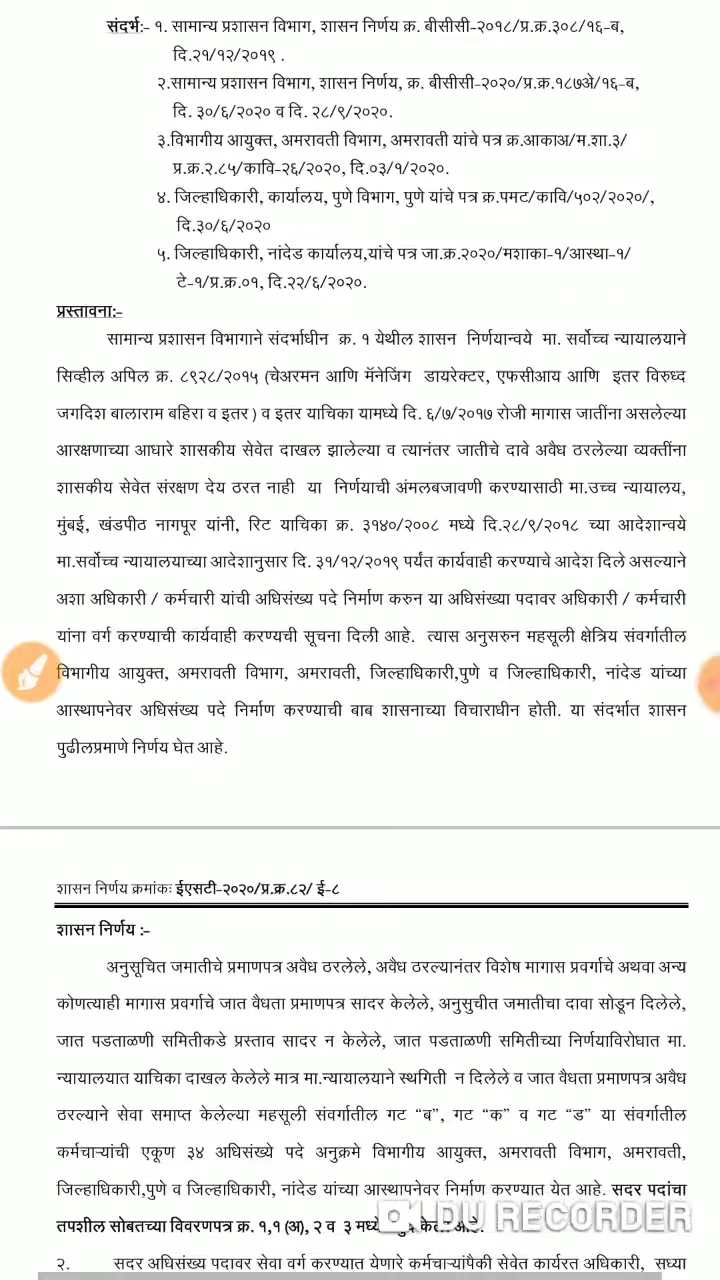 संदर्भ:- १. सामान्य प्रशासन विभाग, शासन निर्णय क्र. बीसीसी-२०१८/प्र.क्र.३०८/१६-ब,
दि.२१/१२/२०१९ .
२.सामान्य प्रशासन विभाग, शासन निर्णय, क्र. बीसीसी-२०२०/प्र.क्र.१८७अे/१६-ब,
दि. ३०/६/२०२० व दि. २८/९/२०२०.
३.विभागीय आयुक्त, अमरावती विभाग, अमरावती यांचे पत्र क्र.आकाअ/म.शा.३/
प्र.क्र.२.८५/कावि-२६/२०२०, दि.०३/१/२०२०.
४. जिल्हाधिकारी, कार्यालय, पुणे विभाग, पुणे यांचे पत्र क्र.पमट/कावि/५०२/२०२०/,
दि.३०/६/२०२०
५. जिल्हाधिकारी, नांदेड कार्यालय,यांचे पत्र जा.क्र.२०२०/मशाका-१/आस्था-१/
टे-१/प्र.क्र.०१, दि.२२/६/२०२०.
प्रस्तावना:-
सामान्य प्रशासन विभागाने संदर्भाधीन क्र. १ येथील शासन निर्णयान्वये मा. सर्वोच्च न्यायालयाने
सिव्हील अपिल क्र. ८९२८/२०१५ (चेअरमन आणि मॅनेजिंग डायरेक्टर, एफसीआय आणि इतर विरुध्द
जगदिश बालाराम बहिरा व इतर ) व इतर याचिका यामध्ये दि. ६/७/२०१७ रोजी मागास जातींना असलेल्या
आरक्षणाच्या आधारे शासकीय सेवेत दाखल झालेल्या व त्यानंतर जातीचे दावे अवैध ठरलेल्या व्यक्तींना
शासकीय सेवेत संरक्षण देय ठरत नाही या निर्णयाची अंमलबजावणी करण्यासाठी मा.उच्च न्यायालय,
मुंबई, खंडपीठ नागपूर यांनी, रिट याचिका क्र. ३१४०/२००८ मध्ये दि.२८/९/२०१८ च्या आदेशान्वये
मा.सर्वोच्च न्यायालयाच्या आदेशानुसार दि. ३१/१२/२०१९ पर्यंत कार्यवाही करण्याचे आदेश दिले असल्याने
अशा अधिकारी / कर्मचारी यांची अधिसंख्य पदे निर्माण करुन या अधिसंख्या पदावर अधिकारी / कर्मचारी
यांना वर्ग करण्याची कार्यवाही करण्यची सूचना दिली आहे. त्यास अनुसरुन महसूली क्षेत्रिय संवर्गातील
विभागीय आयुक्त, अमरावती विभाग, अमरावती, जिल्हाधिकारी,पुणे व जिल्हाधिकारी, नांदेड यांच्या
आस्थापनेवर अधिसंख्य पदे निर्माण करण्याची बाब शासनाच्या विचाराधीन होती. या संदर्भात शासन
पुढीलप्रमाणे निर्णय घेत आहे.
शासन निर्णय क्रमांकः ईएसटी-२०२०/प्र.क्र.८२/ ई-८
शासन निर्णय :-
अनुसूचित जमातीचे प्रमाणपत्र अवैध ठरलेले, अवैध ठरल्यानंतर विशेष मागास प्रवर्गाचे अथवा अन्य
कोणत्याही मागास प्रवर्गाचे जात वैधता प्रमाणपत्र सादर केलेले, अनुसुचीत जमातीचा दावा सोडून दिलेले,
जात पडताळणी समितीकडे प्रस्ताव सादर न केलेले, जात पडताळणी समितीच्या निर्णयाविरोधात मा.
न्यायालयात याचिका दाखल केलेले मात्र मा.न्यायालयाने स्थगिती न दिलेले व जात वैधता प्रमाणपत्र अवैध
ठरल्याने सेवा समाप्त केलेल्या महसूली संवर्गातील गट "ब", गट "क" व गट "ड" या संवर्गातील
कर्मचाऱ्यांची एकूण ३४ अधिसंख्ये पदे अनुक्रमे विभागीय आयुक्त, अमरावती विभाग, अमरावती,
जिल्हाधिकारी,पुणे व जिल्हाधिकारी, नांदेड यांच्या आस्थापनेवर निर्माण करण्यात येत आहे. सदर पदांचा
तपशील सोबतच्या विवरणपत्र क्र. १,१ (अ), २ व ३ मध्ये केला आहे.
DU RECORDER
२. सदर अधिसंख्य पदावर सेवा वर्ग करण्यात येणारे कर्मचाऱ्यांपैकी सेवेत कार्यरत अधिकारी, सध्या